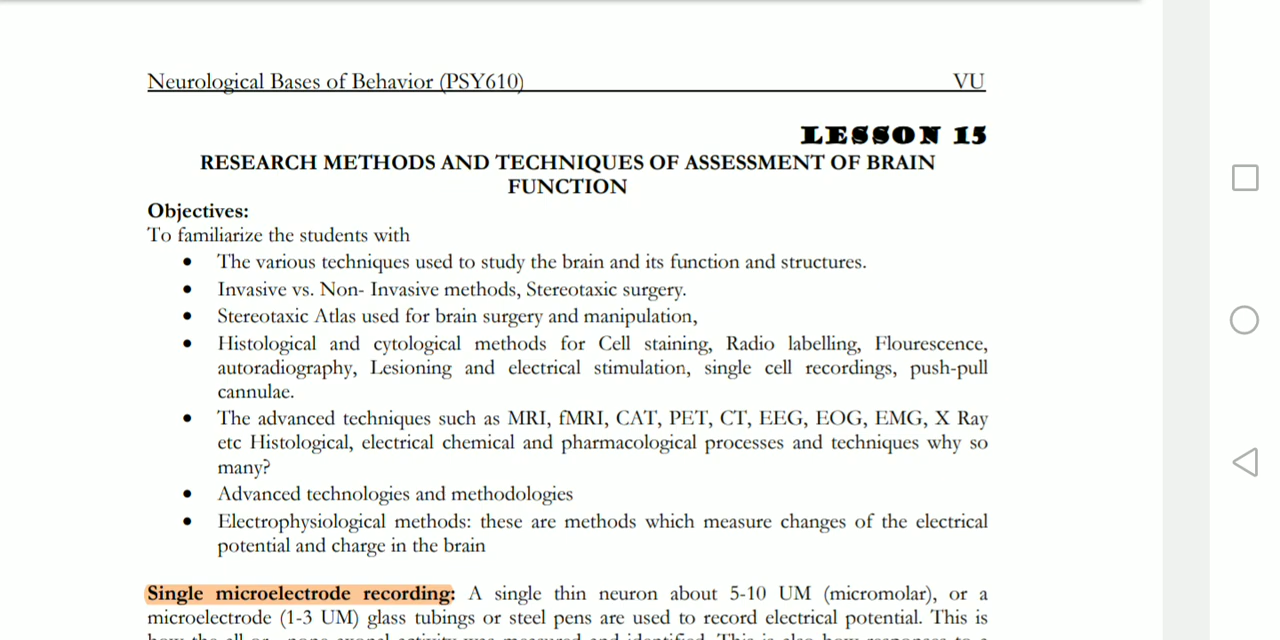 Neurological Bases of Behavior (PSY610) VU
LESSON 15
RESEARCH METHODS AND TECHNIQUES OF ASSESSMENT OF BRAIN
FUNCTION
Objectives:
To familiarize the students with
• The various techniques used to study the brain and its function and structures.
• Invasive vs. Non- Invasive methods, Stereotaxic surgery.
• Stereotaxic Atlas used for brain surgery and manipulation,
• Histological and cytological methods for Cell staining, Radio labelling, Flourescence,
autoradiography, Lesioning and electrical stimulation, single cell recordings, push-pull
cannulae.
• The advanced techniques such as MRI, fMRI, CAT, PET, CT, EEG, EOG, EMG, X Ray
etc Histological, electrical chemical and pharmacological processes and techniques why so
many?
• Advanced technologies and methodologies
• Electrophysiological methods: these are methods which measure changes of the electrical
potential and charge in the brain
Single microelectrode recording: A single thin neuron about 5-10 UM (micromolar), or a
microelectrode (1-3 UM) glass tubings or steel pens are used to record electrical potential. This is